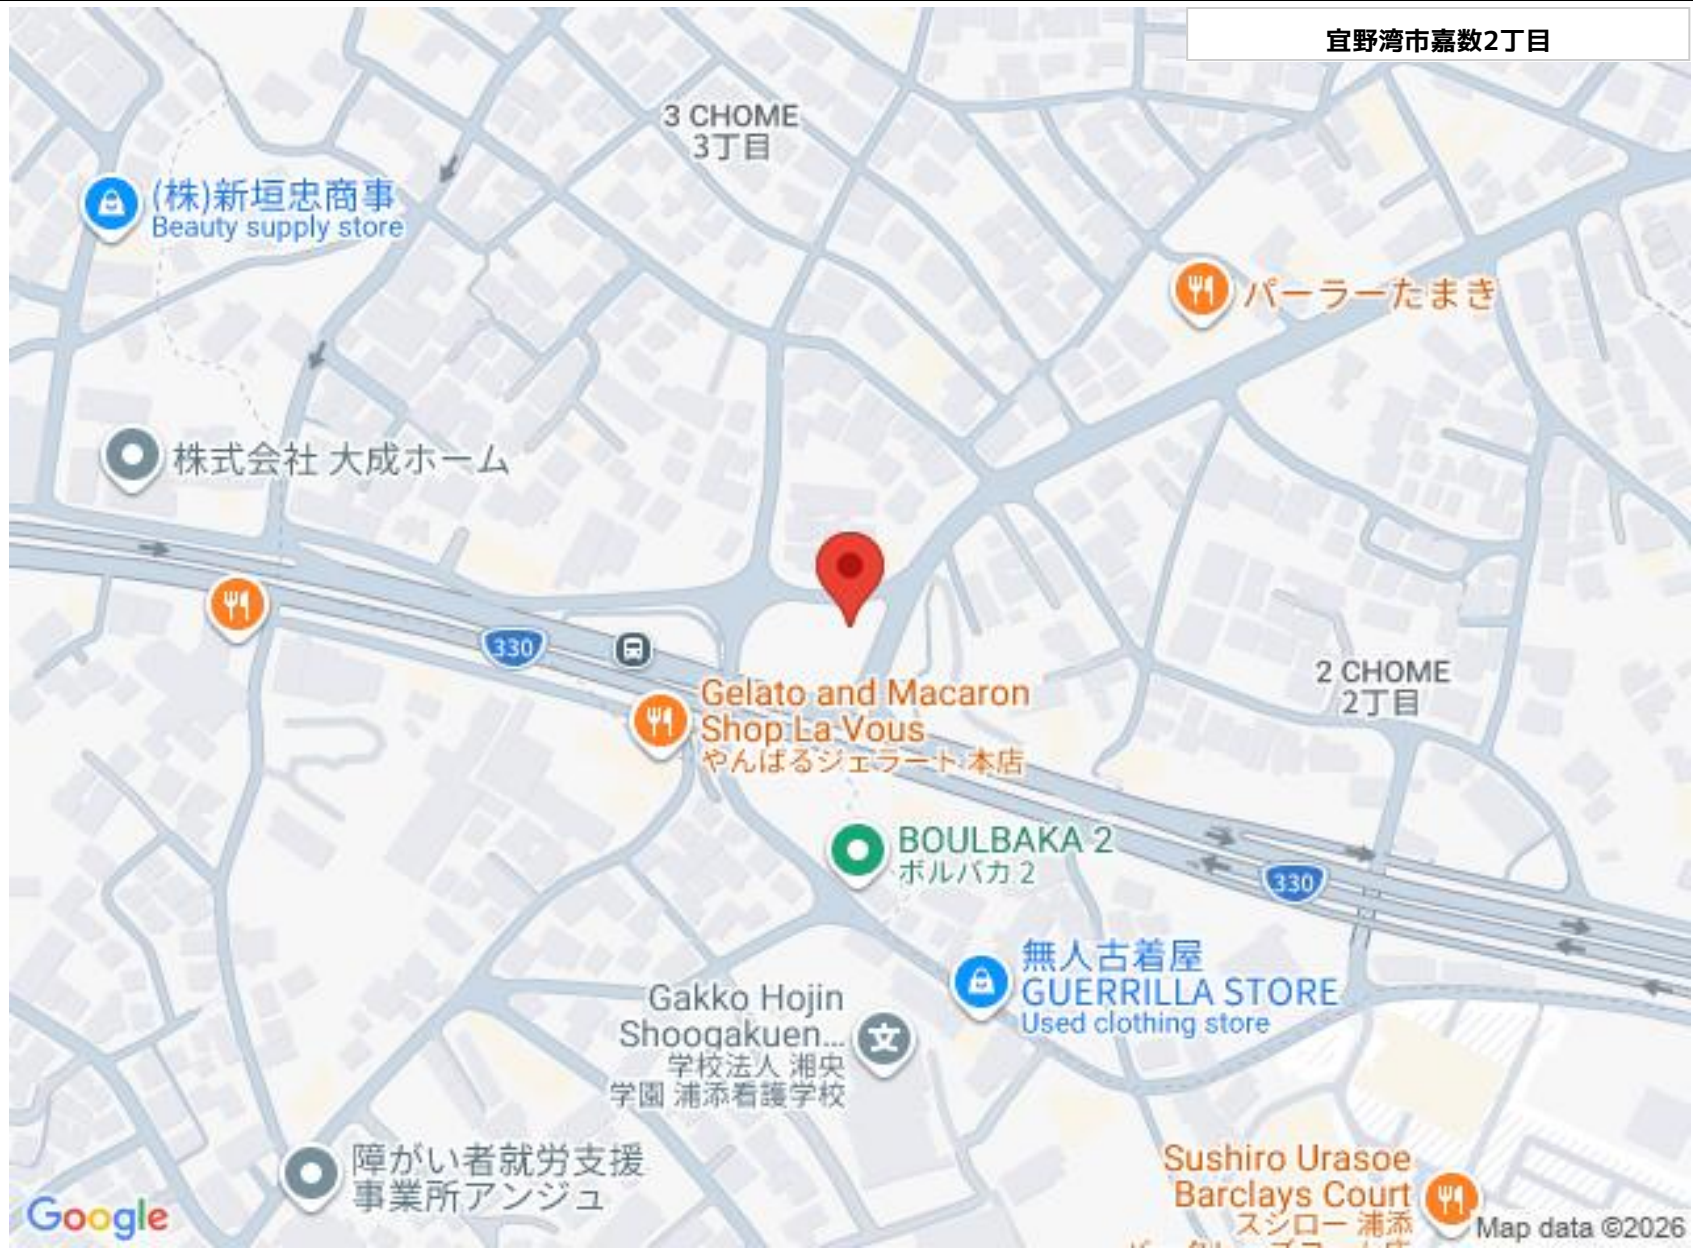 宜野湾市嘉数2丁目
3 CHOME
3丁目
(株)新垣忠商事
Beauty supply store
パーラーたまき
株式会社 大成ホーム
330
2 CHOME
2丁目
Gelato and Macaron
Shop La Vous
やんばるジェラート 本店
BOULBAKA 2
ボルバカ 2
330
無人古着屋
GUERRILLA STORE
Used clothing store
Gakko Hojin
Shoogakuen...
学校法人 湘央
学園 浦添看護学校
文
障がい者就労支援
事業所アンジュ
Sushiro Urasoe
Barclays Court
スシロー 浦添
Google
Map data ©2026